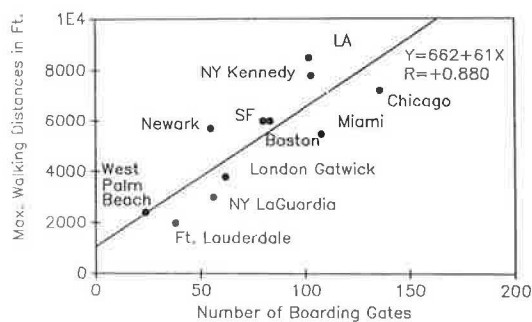 Max. Walking Distances in Ft.
1E4
8000
6000
4000
2000
0
LA
NY Kennedy
Y=662+61X
R=+0.880
Chicago
SF
Newark
Miami
Boston
West
Palm
Beach
London Gatwick
NY LaGuardia
Ft. Lauderdale
0
50
100
150
200
Number of Boarding Gates